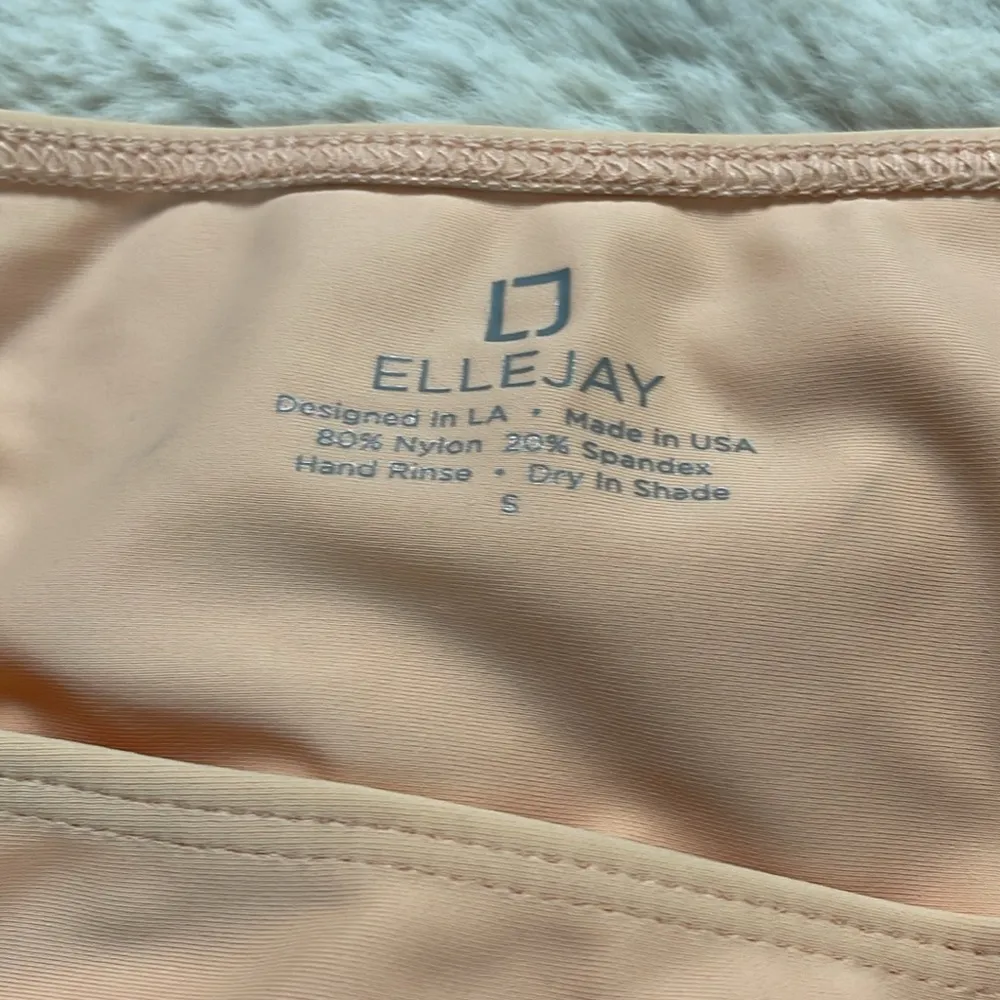 LJ
ELLEJAY
Designed In LA • Made in USA
80% Nylon 20% Spandex
Hand Rinse • Dry In Shade
S